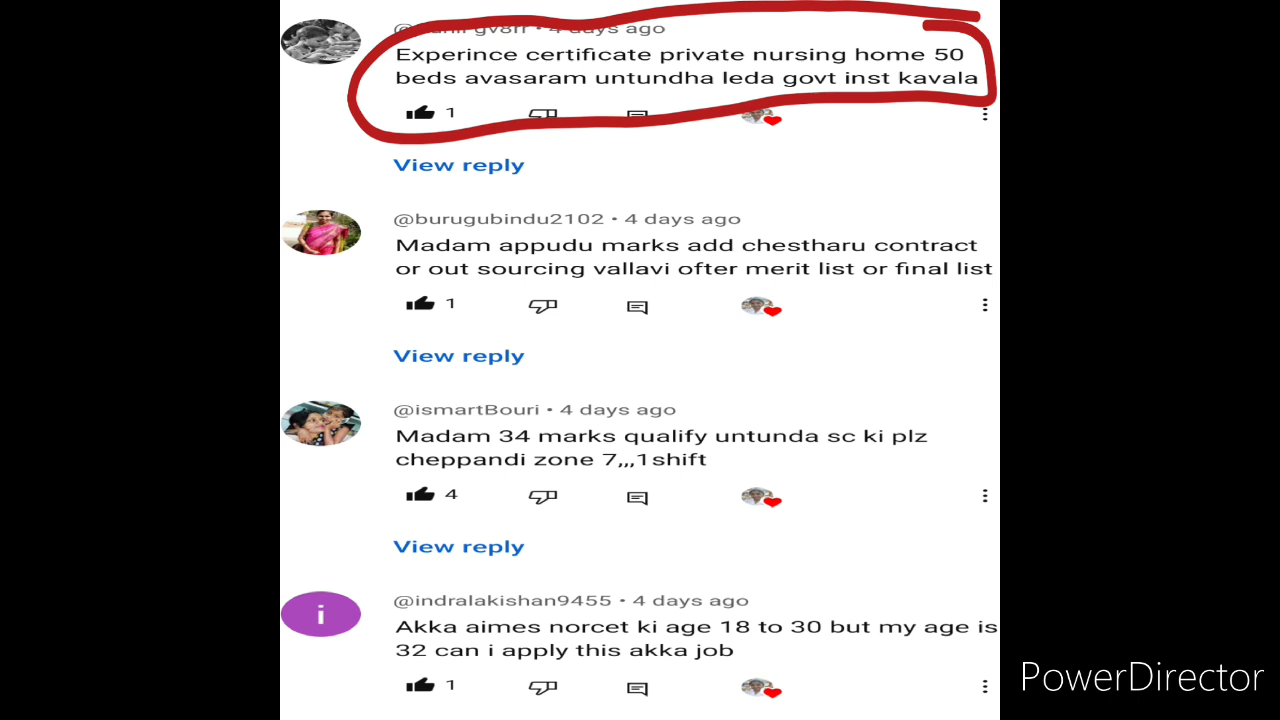 4 days ago
Experince certificate private nursing home 50
beds avasaram untundha leda govt inst kavala
1
View reply
@burugubindu2102 • 4 days ago
Madam appudu marks add chestharu contract
or out sourcing vallavi ofter merit list or final list
1
View reply
@ismartBouri • 4 days ago
Madam 34 marks qualify untunda sc ki plz
cheppandi zone 7,,,1shift
4
View reply
i
@indralakishan9455 • 4 days ago
Akka aimes norcet ki age 18 to 30 but my age is
32 can i apply this akka job
1
PowerDirector